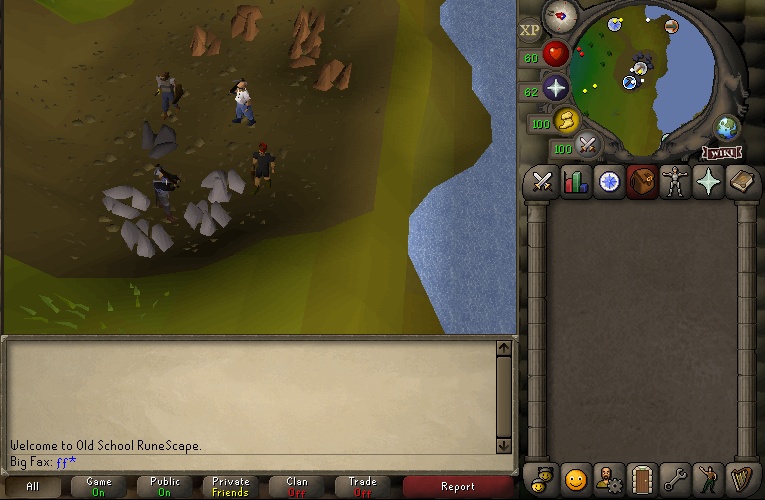 XP
60
62
100
100
WIKI
Welcome to Old School RuneScape.
Big Fax: ff*
All
Game
On
Public
On
Private
Friends
Clan
Off
Trade
Off
Report